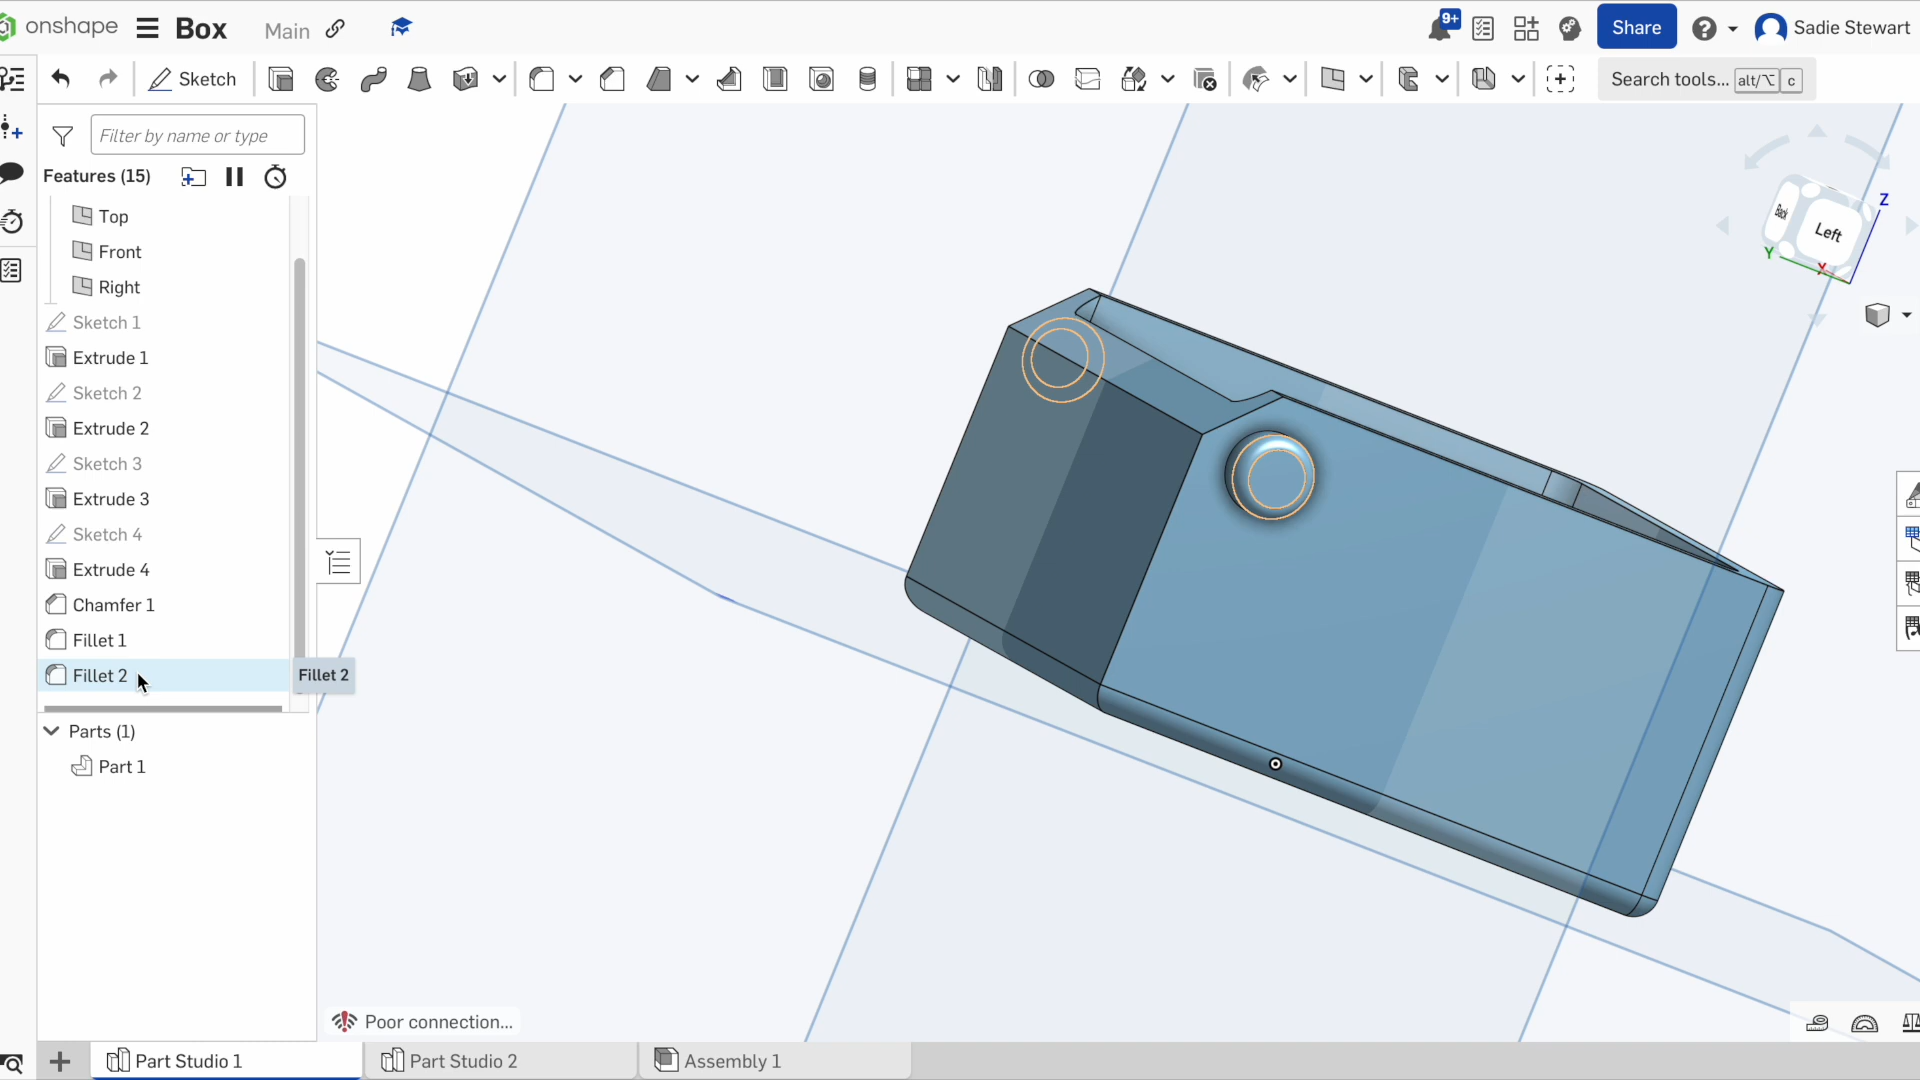 onshape Box Main 9+ Share Sadie Stewart
Sketch Search tools... alt/⌥ c
Filter by name or type
Features (15)
Top
Front
Right
Sketch 1
Extrude 1
Sketch 2
Extrude 2
Sketch 3
Extrude 3
Sketch 4
Extrude 4
Chamfer 1
Fillet 1
Fillet 2 Fillet 2
Parts (1)
Part 1
Back Left
Z
Y X
Poor connection...
Part Studio 1 Part Studio 2 Assembly 1